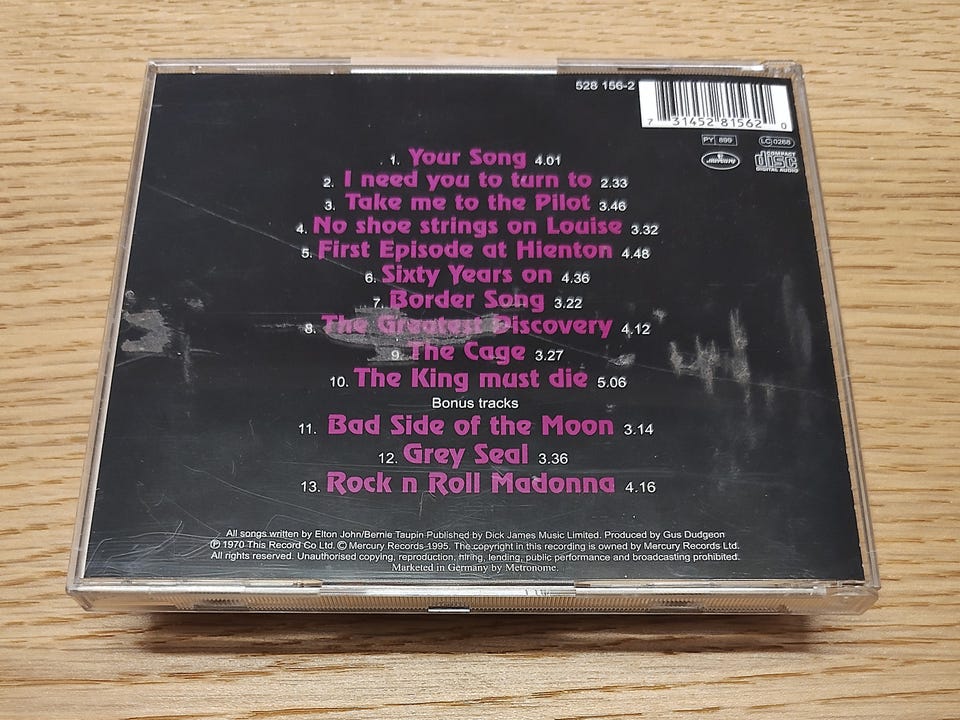 528 156-2
7 31452 81562 0
PY 899 LC 0268
mercury COMPACT disc DIGITAL AUDIO
1. Your Song 4.01
2. I need you to turn to 2.33
3. Take me to the Pilot 3.46
4. No shoe strings on Louise 3.32
5. First Episode at Hienton 4.48
6. Sixty Years on 4.36
7. Border Song 3.22
8. The Greatest Discovery 4.12
9. The Cage 3.27
10. The King must die 5.06
Bonus tracks
11. Bad Side of the Moon 3.14
12. Grey Seal 3.36
13. Rock n Roll Madonna 4.16
All songs written by Elton John/Bernie Taupin Published by Dick James Music Limited. Produced by Gus Dudgeon
℗ 1970 This Record Co Ltd. © Mercury Records 1995. The copyright in this recording is owned by Mercury Records Ltd.
All rights reserved. Unauthorised copying, reproduction, hiring, lending, public performance and broadcasting prohibited.
Marketed in Germany by Metronome.